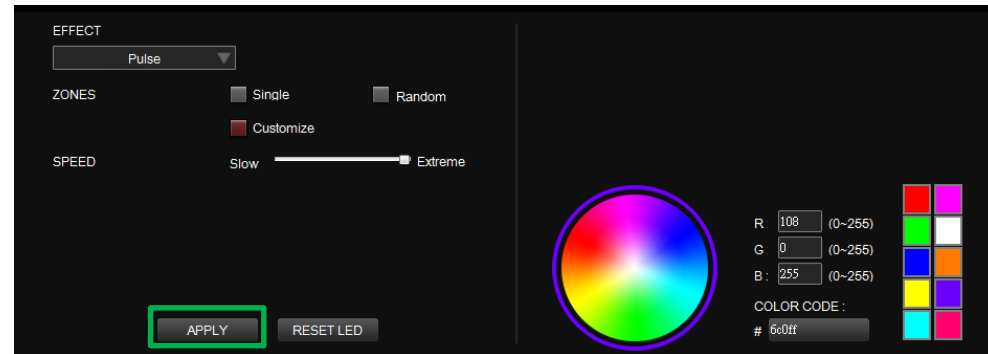 EFFECT
Pulse
ZONES
Single
Random
Customize
SPEED
Slow
Extreme
APPLY
RESET LED
R 108 (0~255)
G 0 (0~255)
B : 255 (0~255)
COLOR CODE :
# 6c0ff